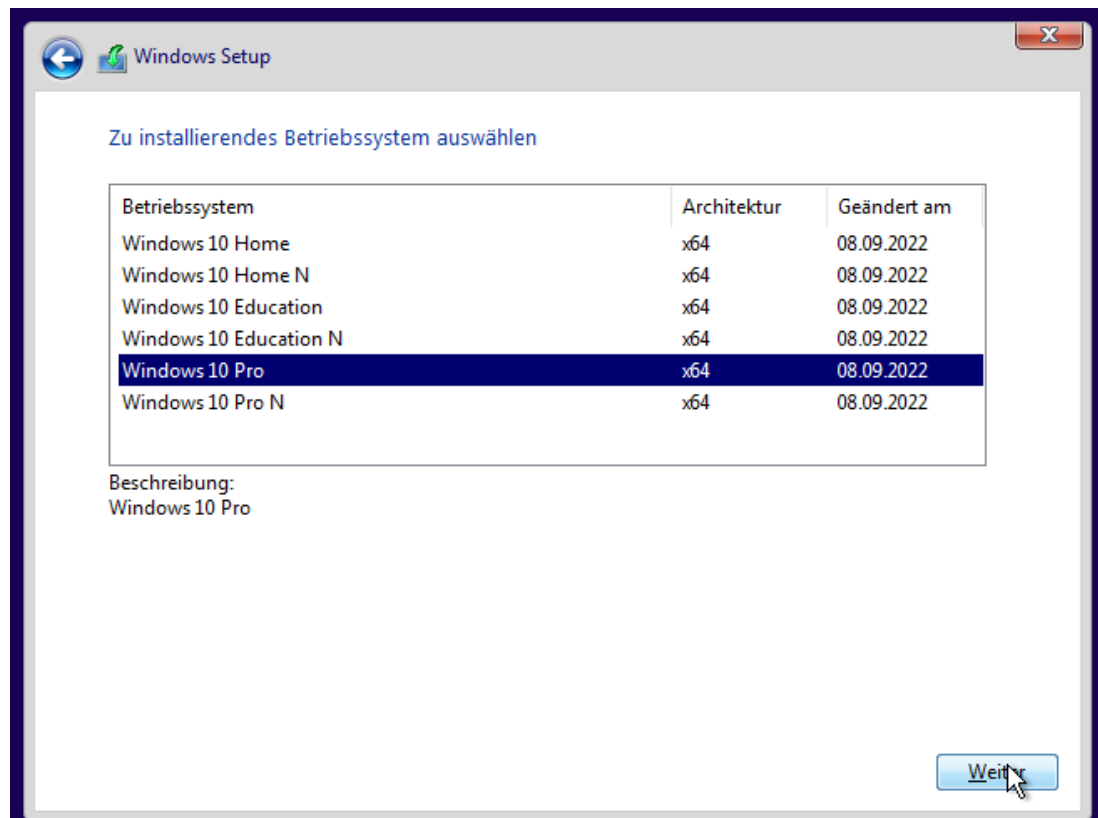 Windows Setup
Zu installierendes Betriebssystem auswählen
Betriebssystem Architektur Geändert am
Windows 10 Home x64 08.09.2022
Windows 10 Home N x64 08.09.2022
Windows 10 Education x64 08.09.2022
Windows 10 Education N x64 08.09.2022
Windows 10 Pro x64 08.09.2022
Windows 10 Pro N x64 08.09.2022
Beschreibung:
Windows 10 Pro
Weiter